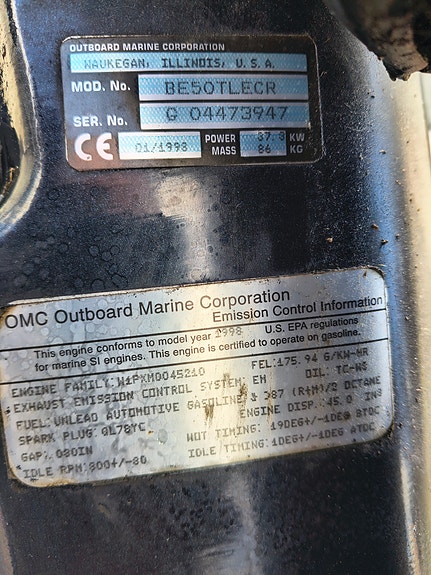 OUTBOARD MARINE CORPORATION
WAUKEGAN, ILLINOIS, U.S.A.
MOD. No. BE50TLECR
SER. No. G 04473947
CE 01/1998 POWER 37.3 KW
MASS 86 KG
OMC Outboard Marine Corporation
Emission Control Information
This engine conforms to model year 1998 U.S. EPA regulations
for marine SI engines. This engine is certified to operate on gasoline.
ENGINE FAMILY: W1PXM0045210 FEL:175.94 G/KW-HR
EXHAUST EMISSION CONTROL SYSTEM: EM OIL: TC-W3
FUEL: UNLEAD AUTOMOTIVE GASOLINE > 87 (R+M)/2 OCTANE
SPARK PLUG: QL78YC ENGINE DISP.: 45.0 IN3
GAP: 030IN WOT TIMING: 19DEG+/-1DEG BTDC
IDLE RPM:800+/-80 IDLE TIMING:1DEG+/-1DEG ATDC